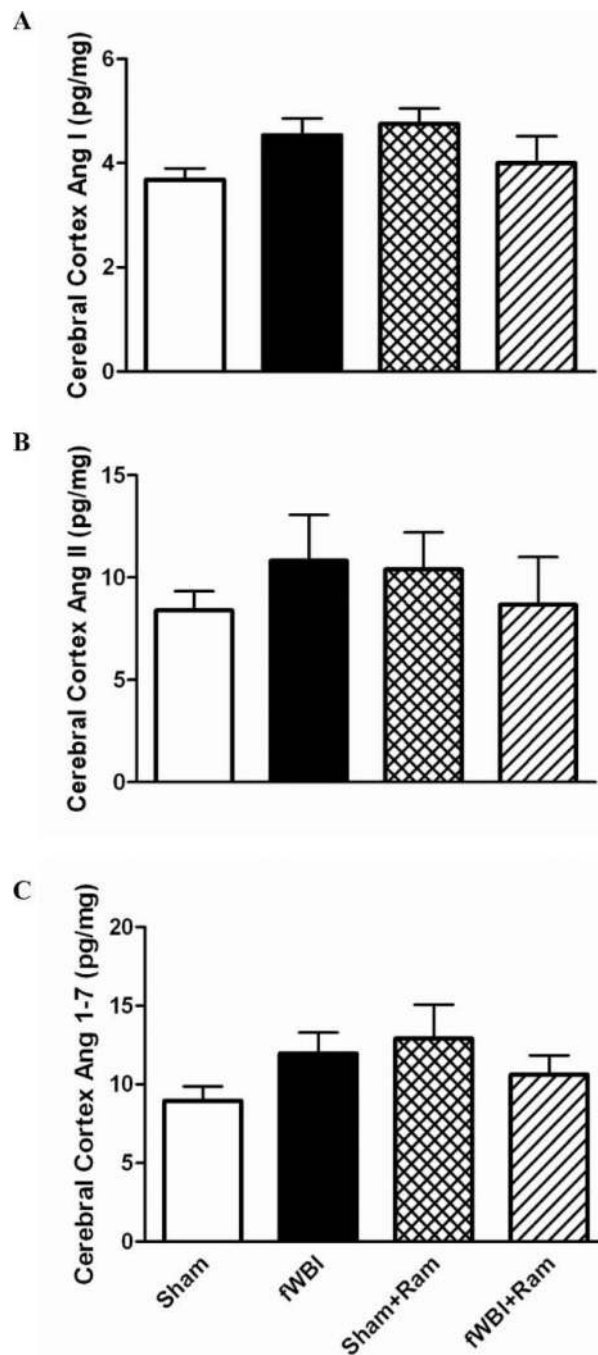 A
Cerebral Cortex Ang I (pg/mg)
6
4
2
0
B
Cerebral Cortex Ang II (pg/mg)
15
10
5
0
C
Cerebral Cortex Ang 1-7 (pg/mg)
20
15
10
5
0
Sham
fWBI
Sham+Ram
fWBI+Ram